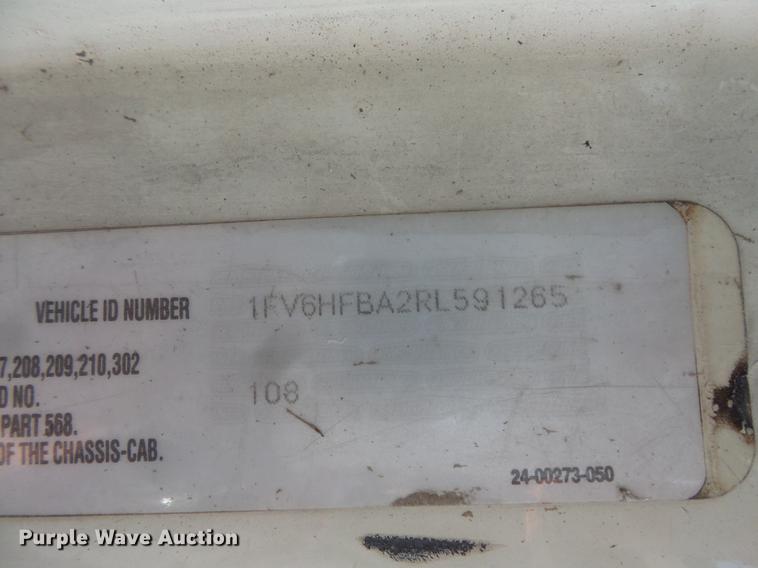 VEHICLE ID NUMBER 1FV6HFBA2RL591265
7,208,209,210,302
D NO. 108
PART 568.
OF THE CHASSIS-CAB.
24-00273-050
Purple Wave Auction